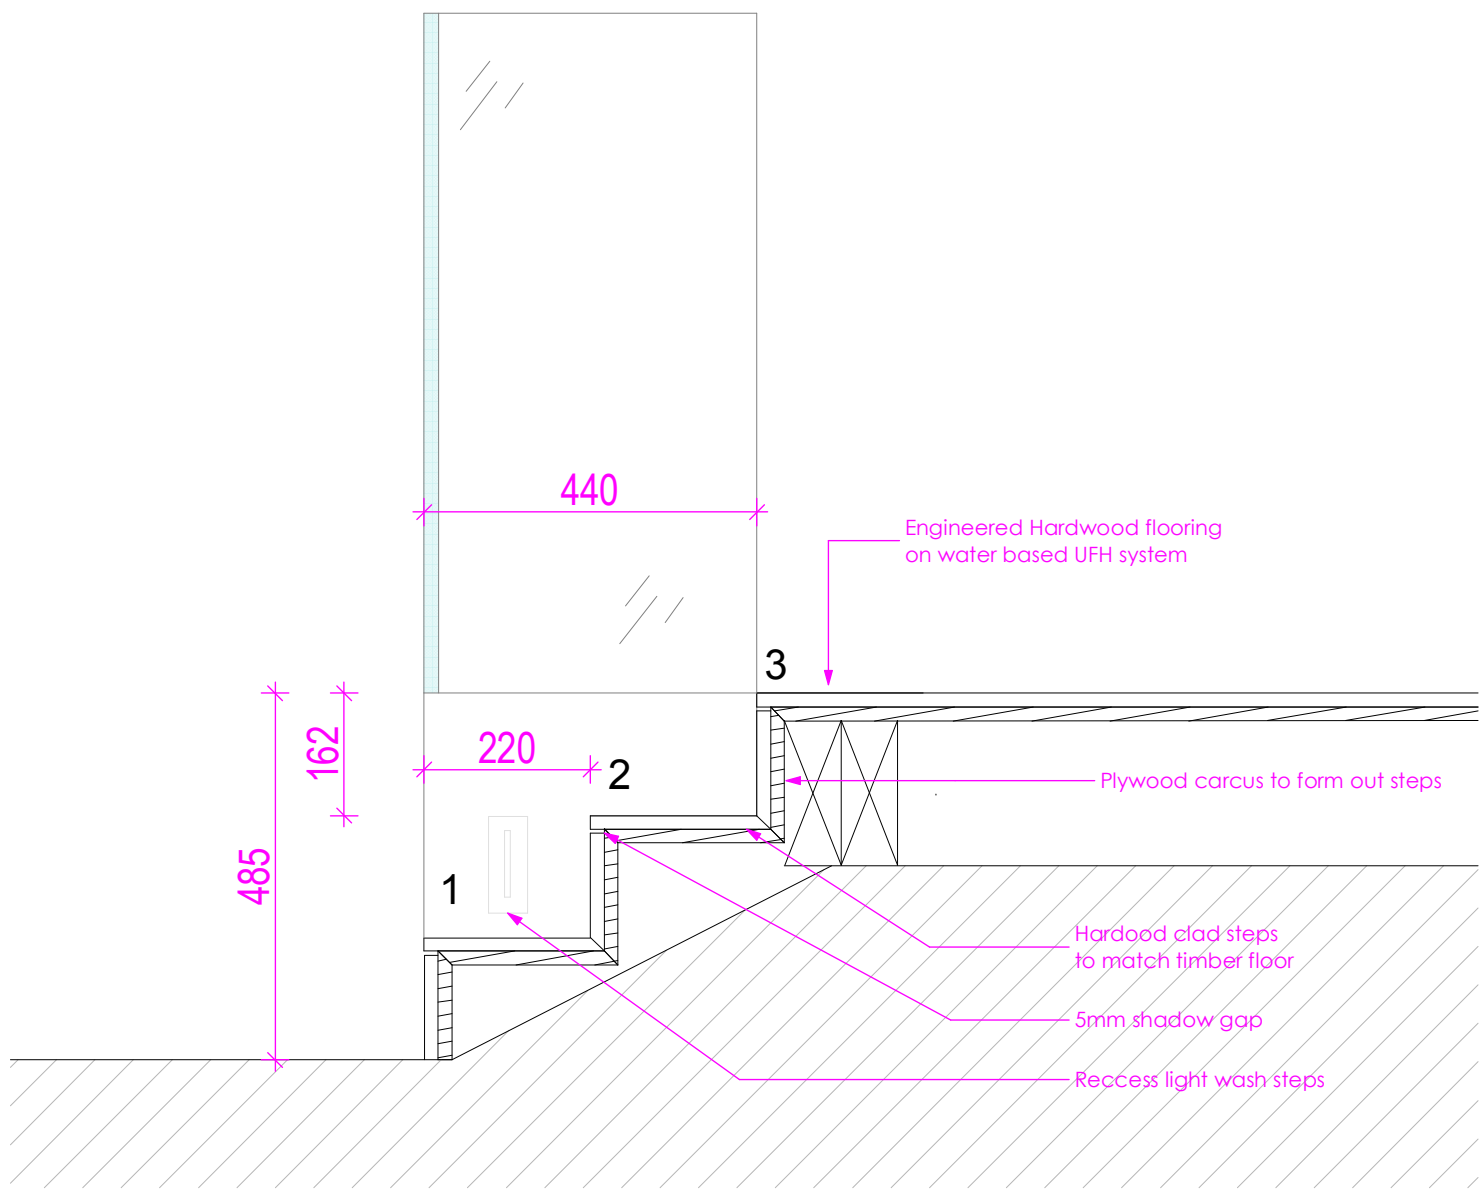 440
Engineered Hardwood flooring
on water based UFH system
3
220
2
162
Plywood carcus to form out steps
485
1
Hardood clad steps
to match timber floor
5mm shadow gap
Reccess light wash steps